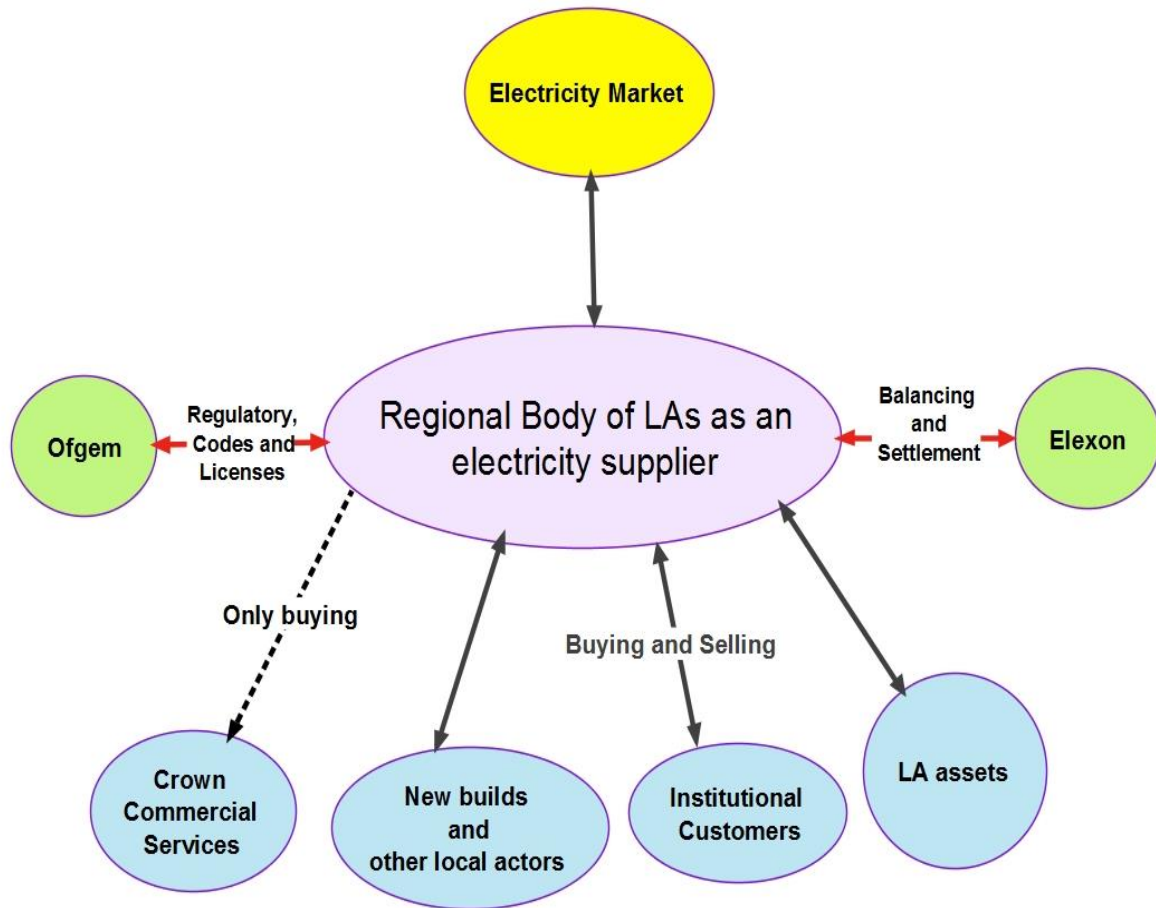 Electricity Market
Regional Body of LAs as an
electricity supplier
Ofgem
Regulatory,
Codes and
Licenses
Balancing
and
Settlement
Elexon
Only buying
Buying and Selling
Crown
Commercial
Services
New builds
and
other local actors
Institutional
Customers
LA assets